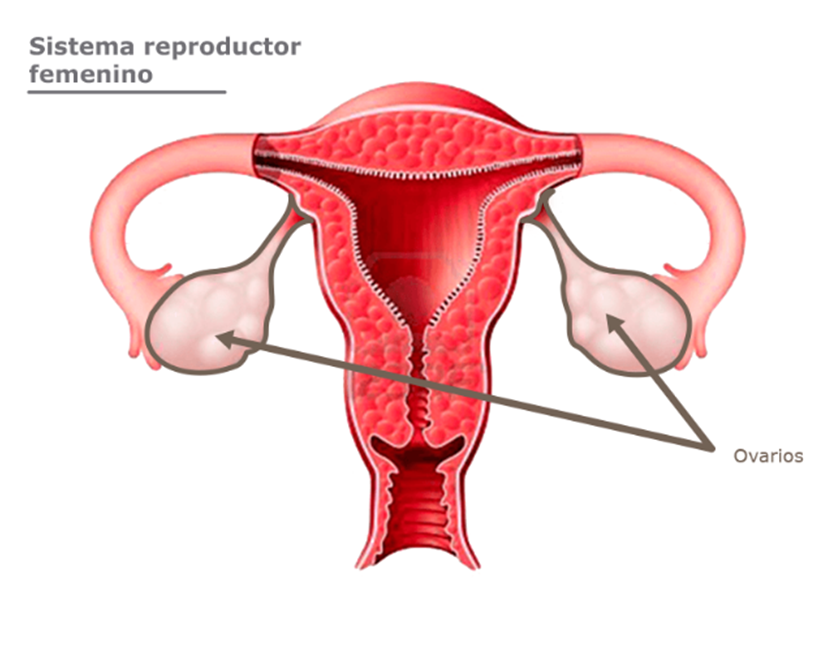 Sistema reproductor
femenino
Ovarios